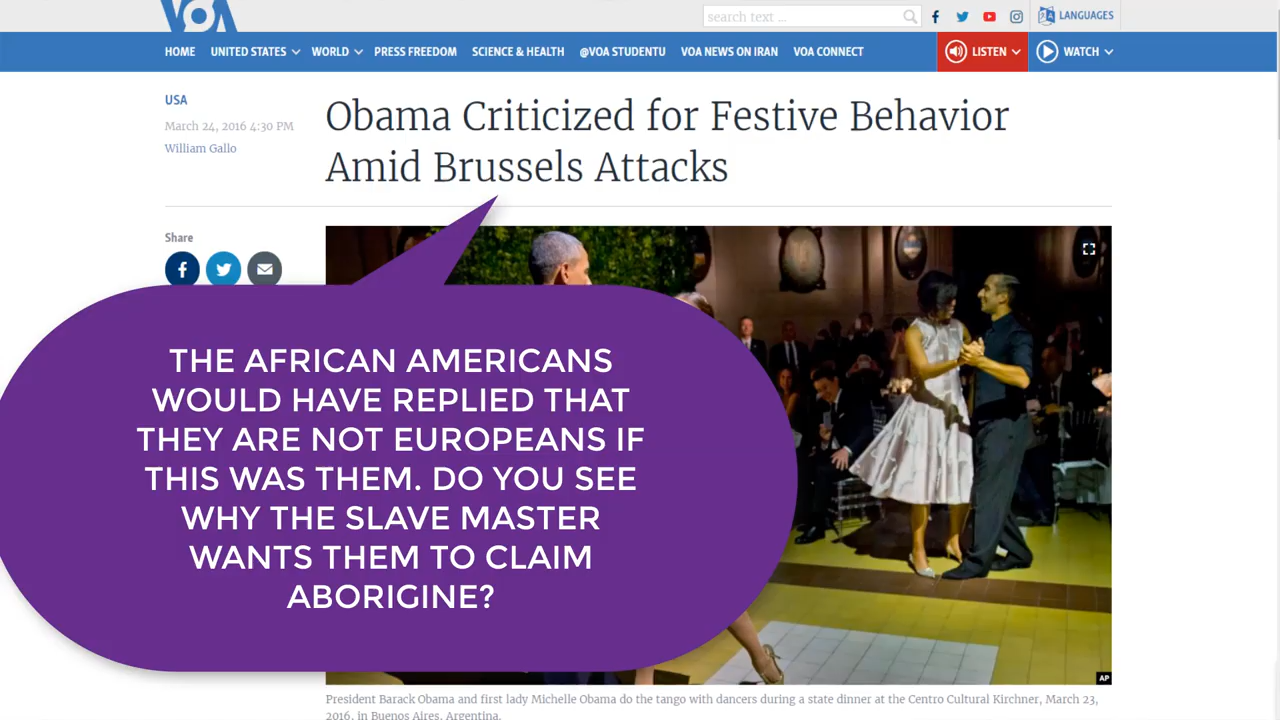 VOA
search text ...
LANGUAGES
HOME UNITED STATES WORLD PRESS FREEDOM SCIENCE & HEALTH @VOA STUDENTU VOA NEWS ON IRAN VOA CONNECT LISTEN WATCH
USA
March 24, 2016 4:30 PM
William Gallo
Obama Criticized for Festive Behavior
Amid Brussels Attacks
Share
THE AFRICAN AMERICANS
WOULD HAVE REPLIED THAT
THEY ARE NOT EUROPEANS IF
THIS WAS THEM. DO YOU SEE
WHY THE SLAVE MASTER
WANTS THEM TO CLAIM
ABORIGINE?
AP
President Barack Obama and first lady Michelle Obama do the tango with dancers during a state dinner at the Centro Cultural Kirchner, March 23,
2016, in Buenos Aires, Argentina.